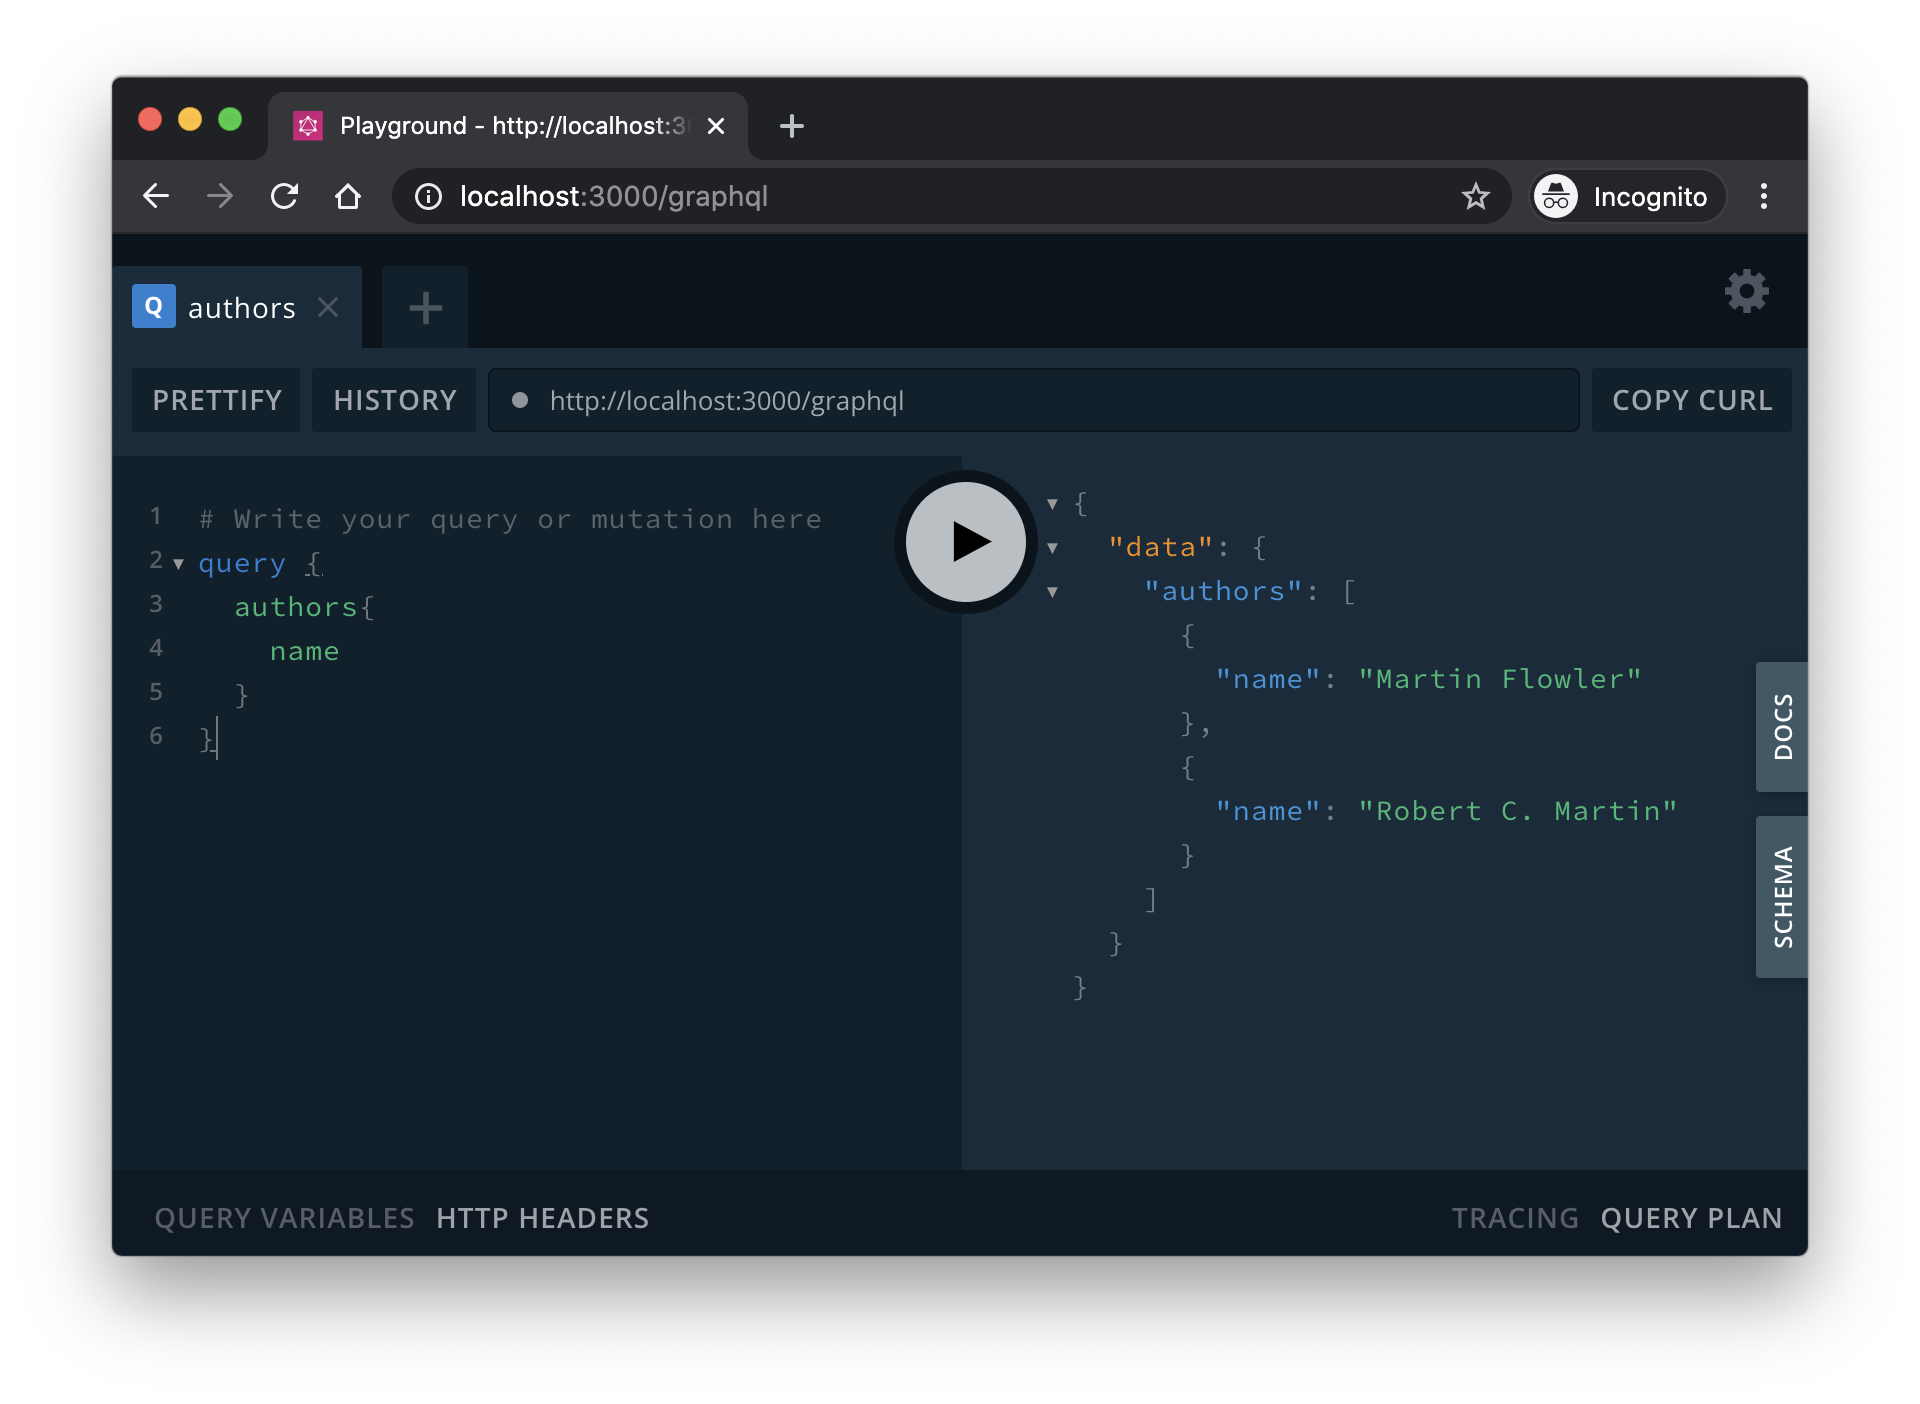 Playground - http://localhost:3
localhost:3000/graphql
Incognito
Q authors
PRETTIFY
HISTORY
http://localhost:3000/graphql
COPY CURL
1 # Write your query or mutation here
2 query {
3 authors{
4 name
5 }
6 }
{
"data": {
"authors": [
{
"name": "Martin Flowler"
},
{
"name": "Robert C. Martin"
}
]
}
}
DOCS
SCHEMA
QUERY VARIABLES HTTP HEADERS
TRACING QUERY PLAN